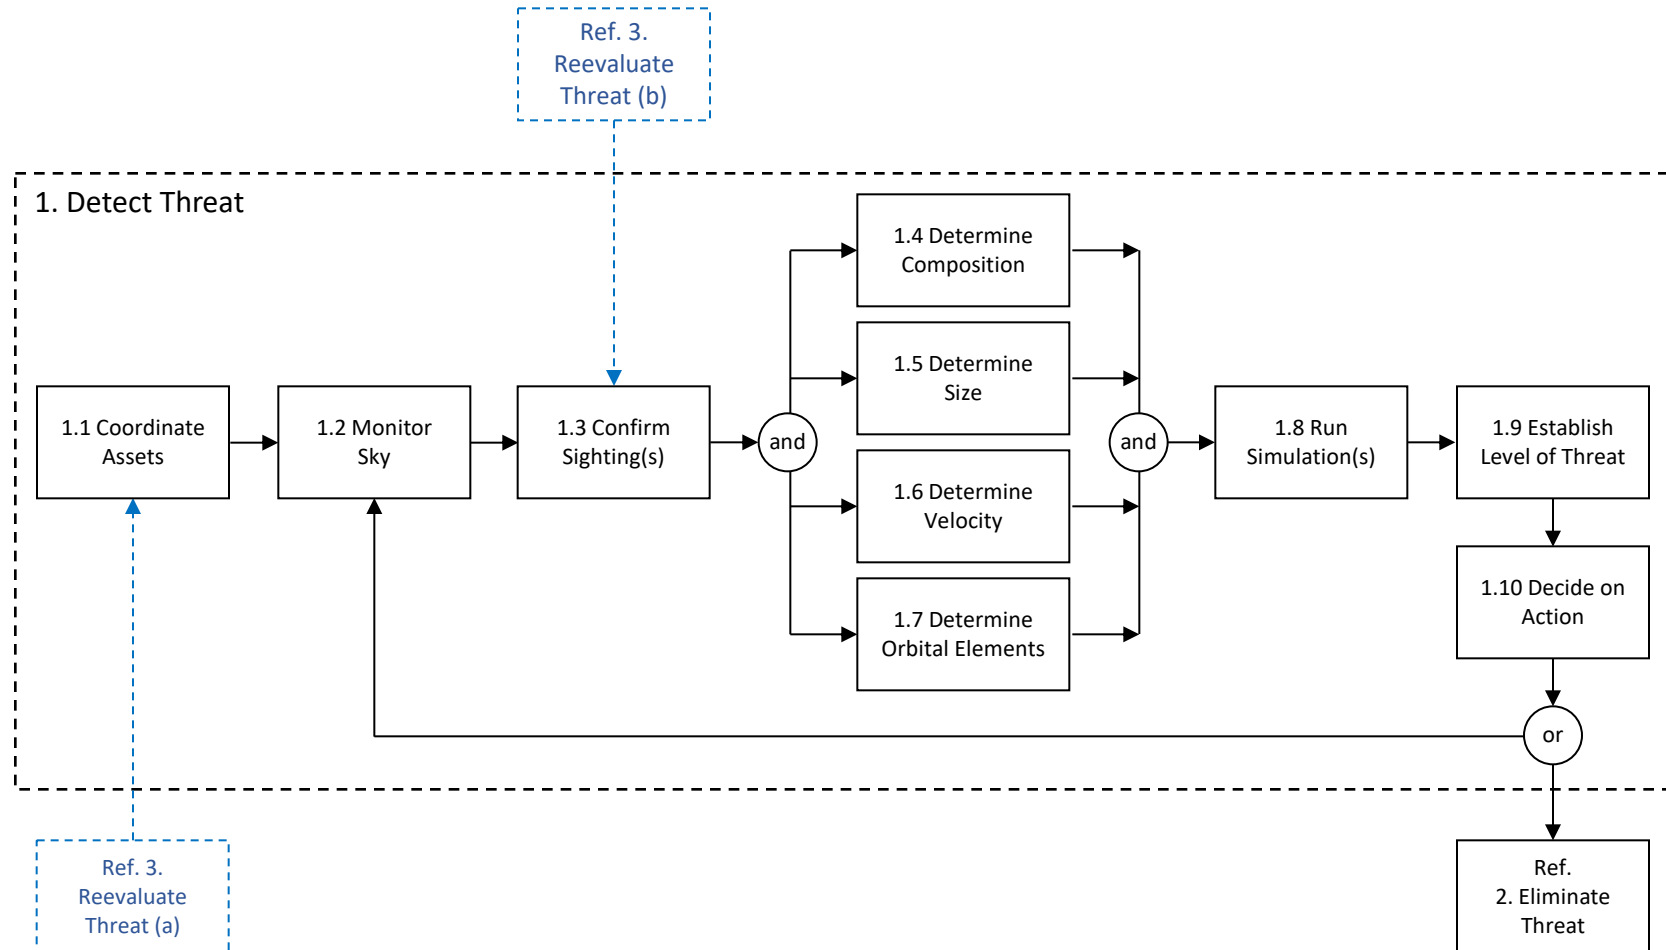 Ref. 3.
Reevaluate
Threat (b)
1. Detect Threat
1.4 Determine
Composition
1.5 Determine
Size
1.1 Coordinate
Assets
1.2 Monitor
Sky
1.3 Confirm
Sighting(s)
and
and
1.8 Run
Simulation(s)
1.9 Establish
Level of Threat
1.6 Determine
Velocity
1.7 Determine
Orbital Elements
1.10 Decide on
Action
or
Ref. 3.
Reevaluate
Threat (a)
Ref.
2. Eliminate
Threat